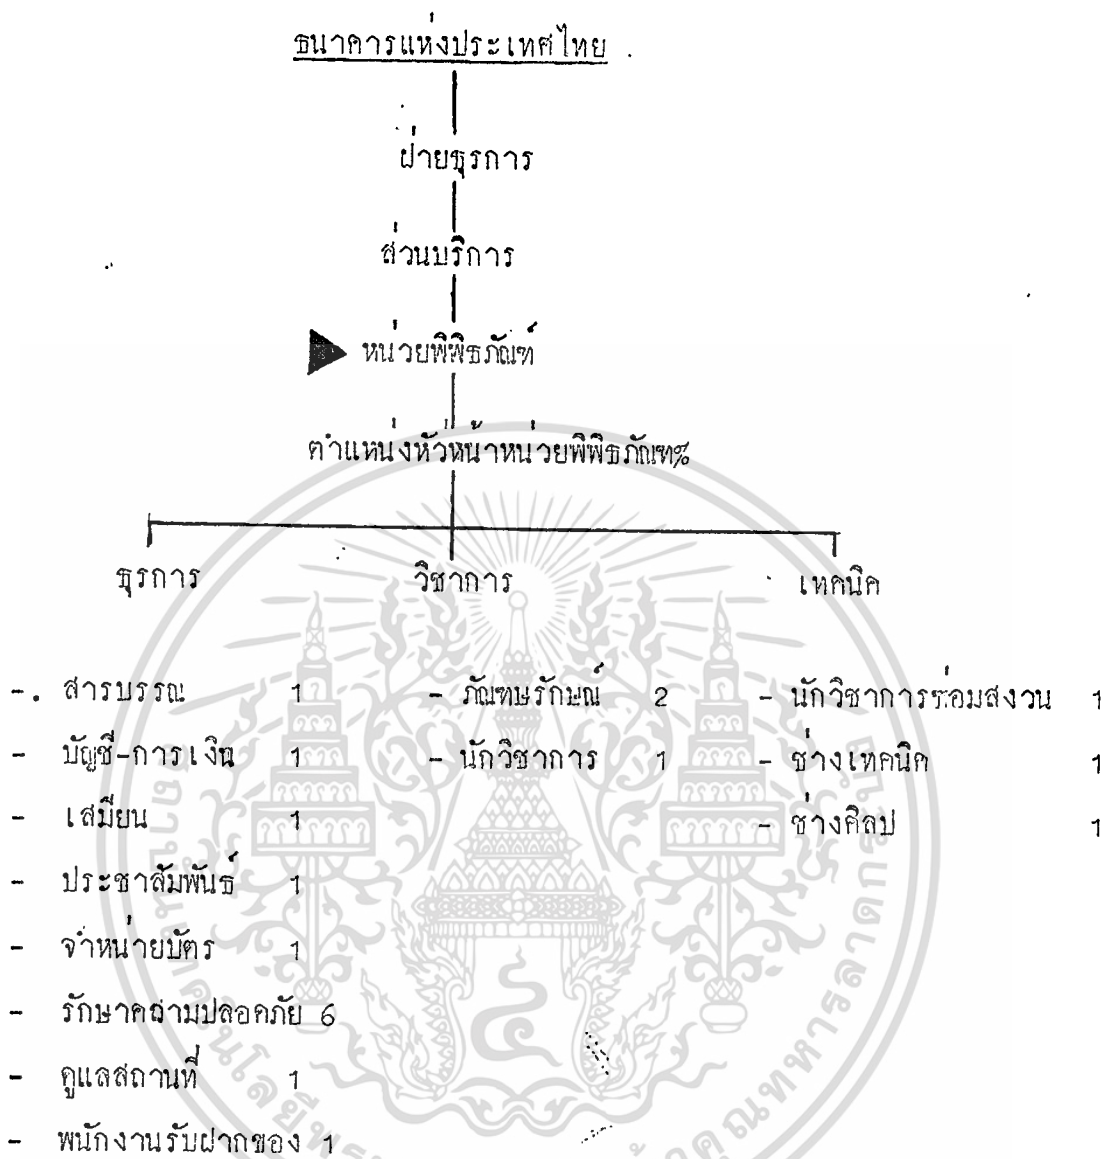 ธนาคารแห่งประเทศไทย
ฝ่ายธุรการ
ส่วนบริการ
หน่วยพิพิธภัณฑ์
ตำแหน่งหัวหน้าหน่วยพิพิธภัณฑ%
ธุรการ วิชาการ เทคนิค
-. สารบรรณ 1 - ภัณฑษรักษณ์ 2 - นักวิชาการซ่อมสงวน 1
- บัญชี-การเงิน 1 - นักวิชาการ 1 - ช่างเทคนิค 1
- เสมียน 1 - ช่างศิลป 1
- ประชาสัมพันธ์ 1
- จำหน่ายบัตร 1
- รักษาความปลอดภัย 6
- ดูแลสถานที่ 1
- พนักงานรับฝากของ 1